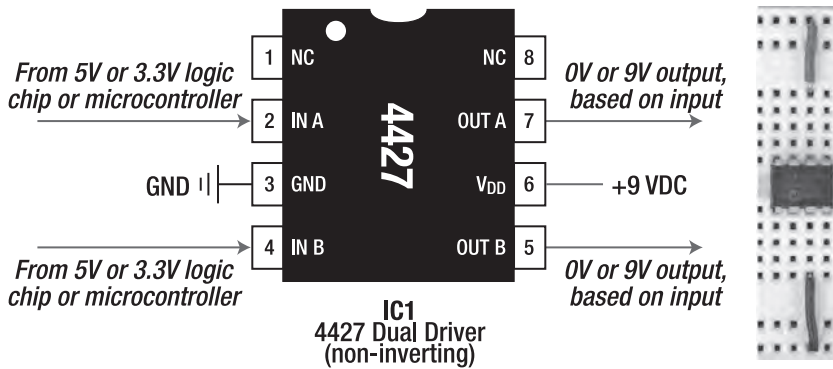 1 NC
NC 8
From 5V or 3.3V logic
chip or microcontroller
0V or 9V output,
based on input
2 IN A
OUT A 7
4427
GND
3 GND
VDD 6
+9 VDC
4 IN B
OUT B 5
From 5V or 3.3V logic
chip or microcontroller
0V or 9V output,
based on input
IC1
4427 Dual Driver
(non-inverting)